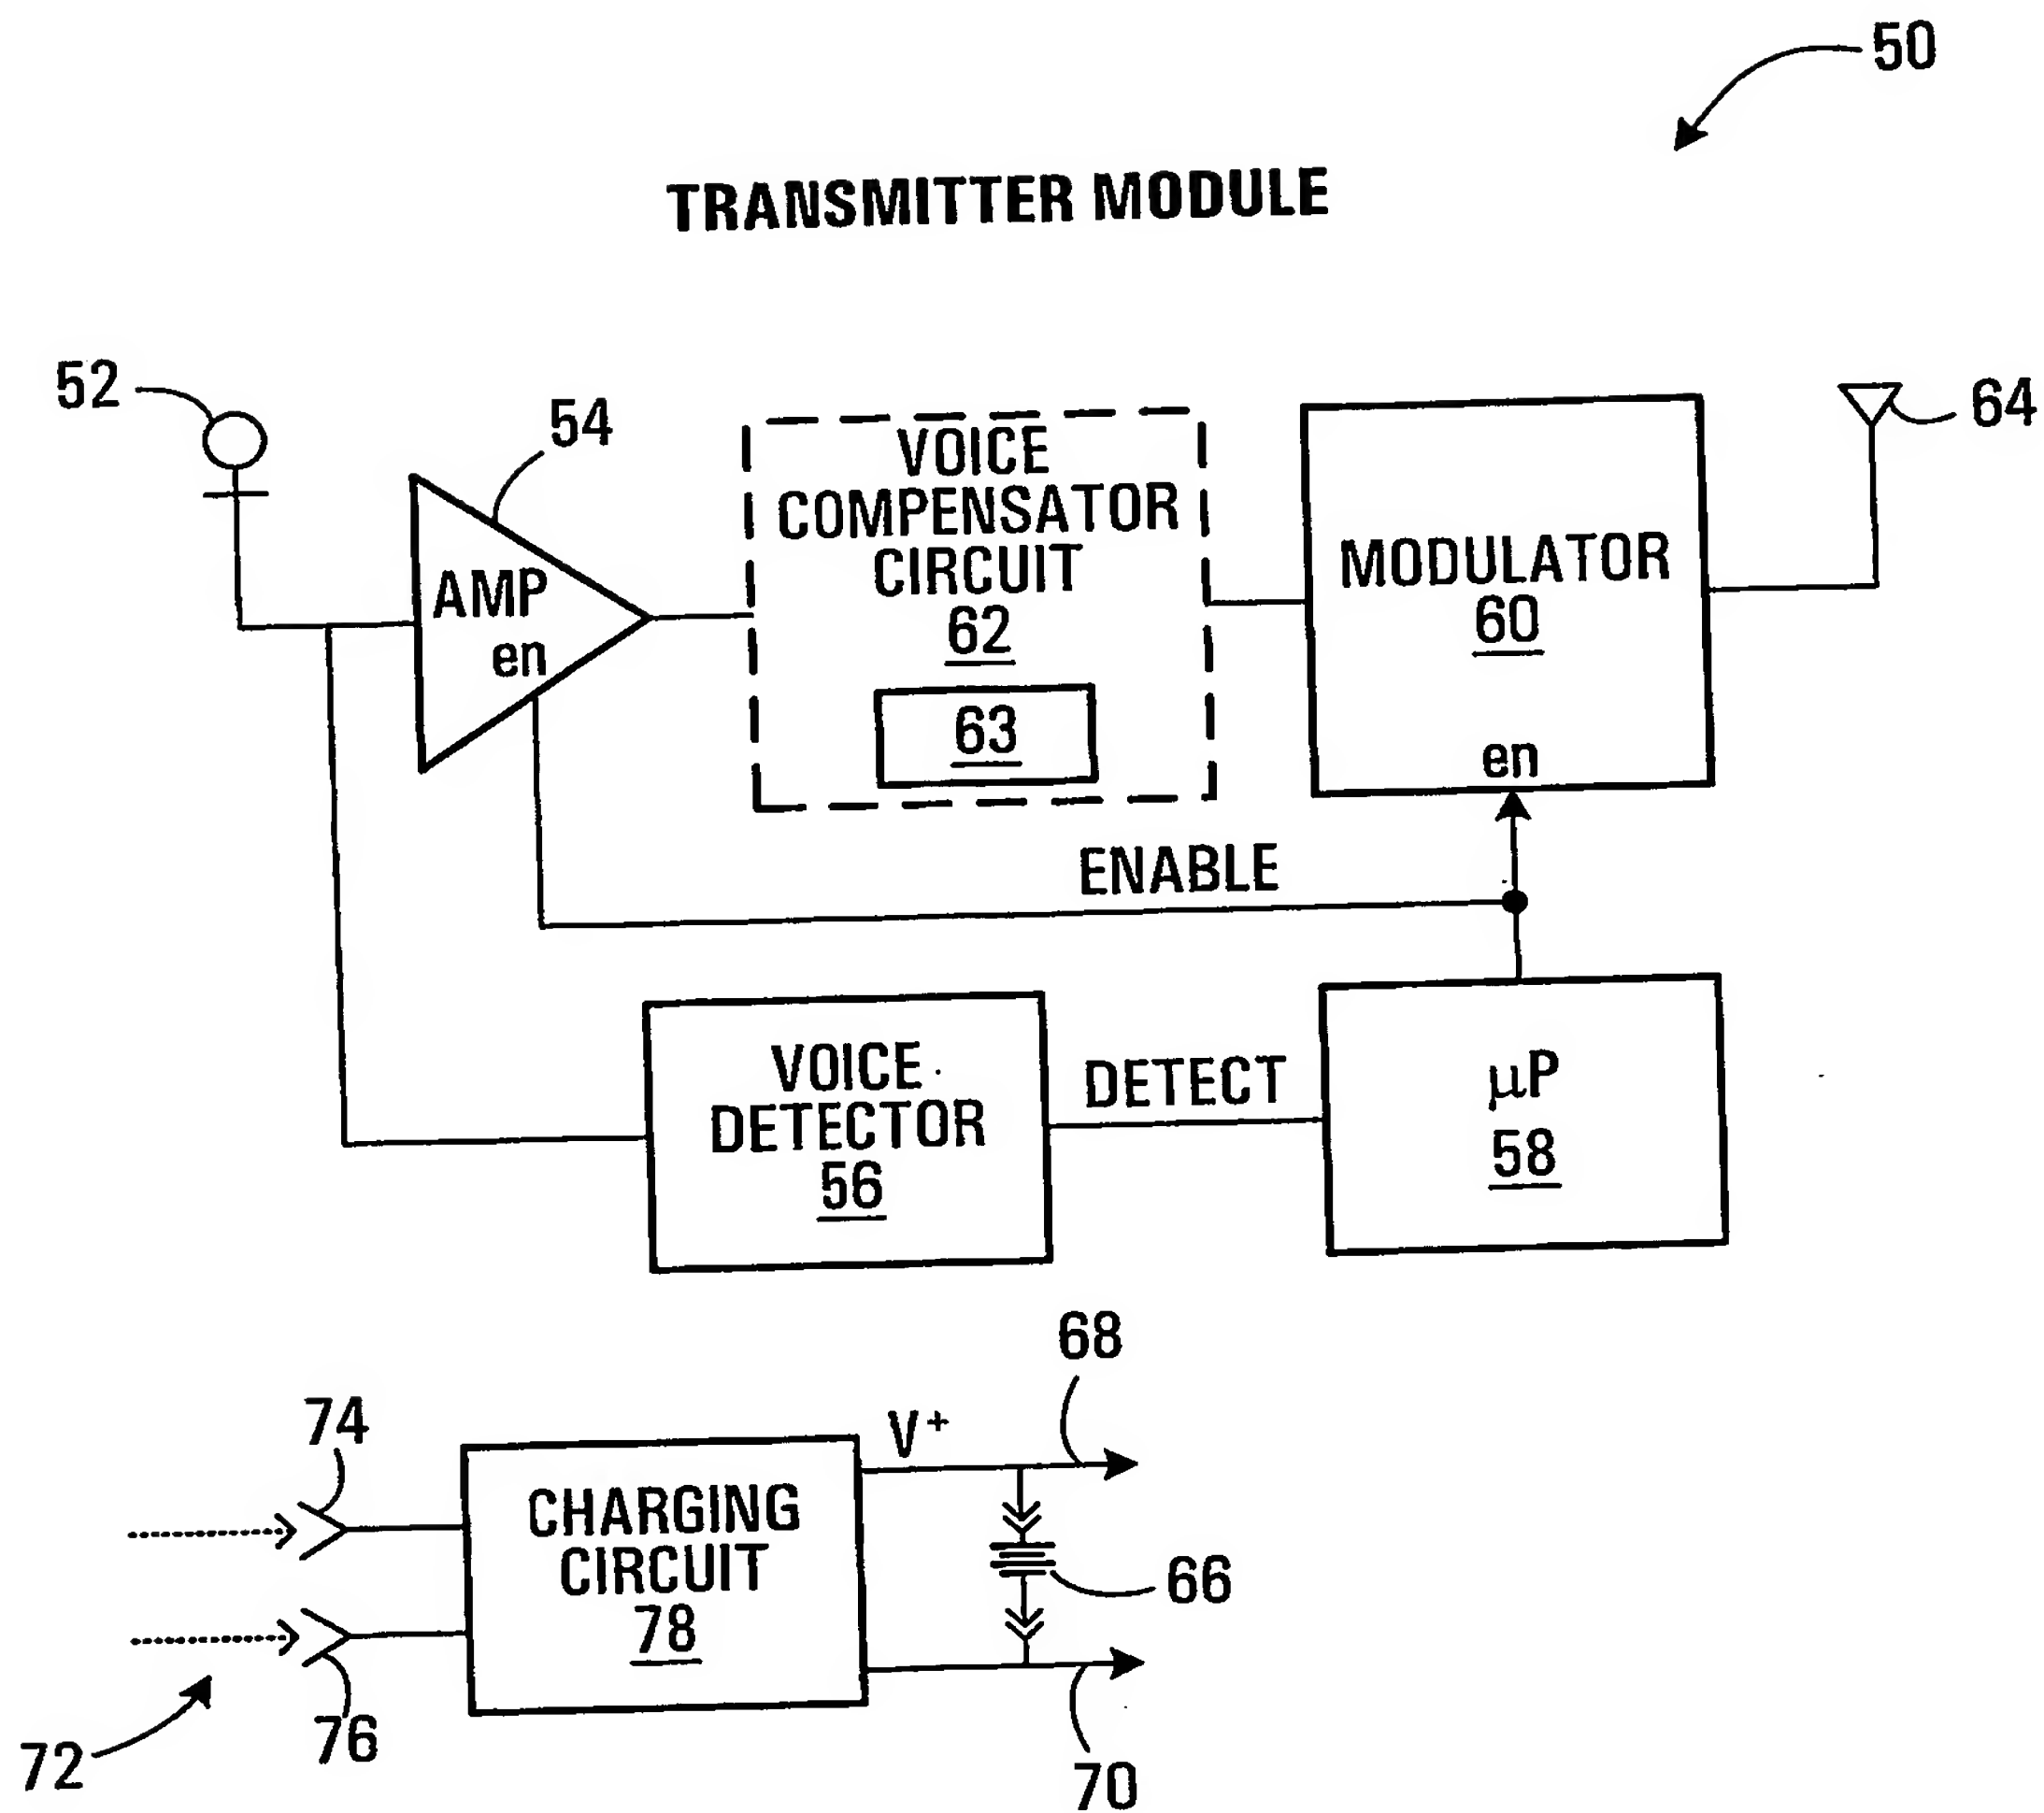 50
TRANSMITTER MODULE
52
54
64
VOICE
COMPENSATOR
CIRCUIT
62
63
AMP
en
MODULATOR
60
en
ENABLE
VOICE
DETECTOR
56
DETECT
μP
58
68
74
V+
CHARGING
CIRCUIT
78
66
76
72
70